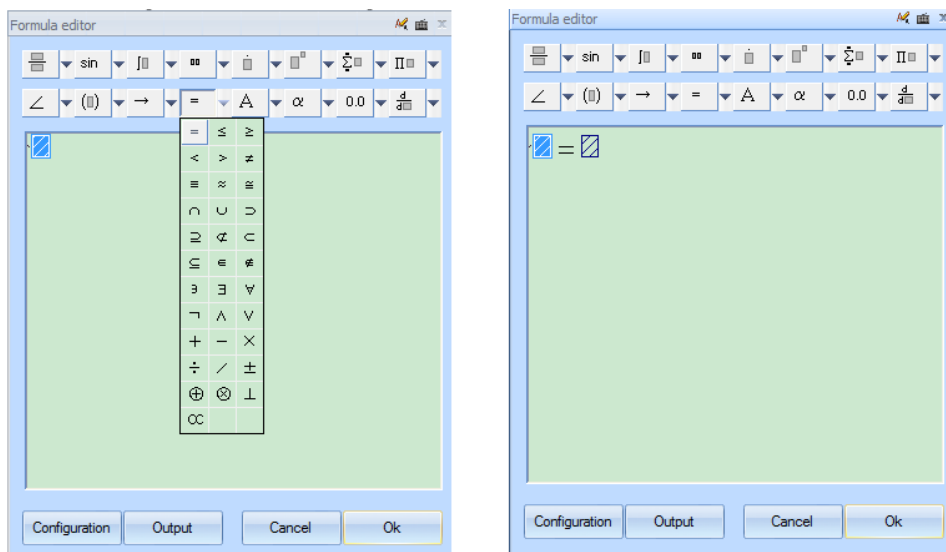 Formula editor
sin ∫
Σ Π
∠ (▯) → = A α 0.0 d/d
= ≤ ≥
< > ≠
≡ ≈ ≅
∩ ∪ ⊃
⊇ ⊄ ⊂
⊆ ∈ ∉
∋ ∃ ∀
¬ ∧ ∨
+ − ×
÷ ∕ ±
⊕ ⊗ ⊥
∝
Configuration Output Cancel Ok
Formula editor
sin ∫
Σ Π
∠ (▯) → = A α 0.0 d/d
=
Configuration Output Cancel Ok